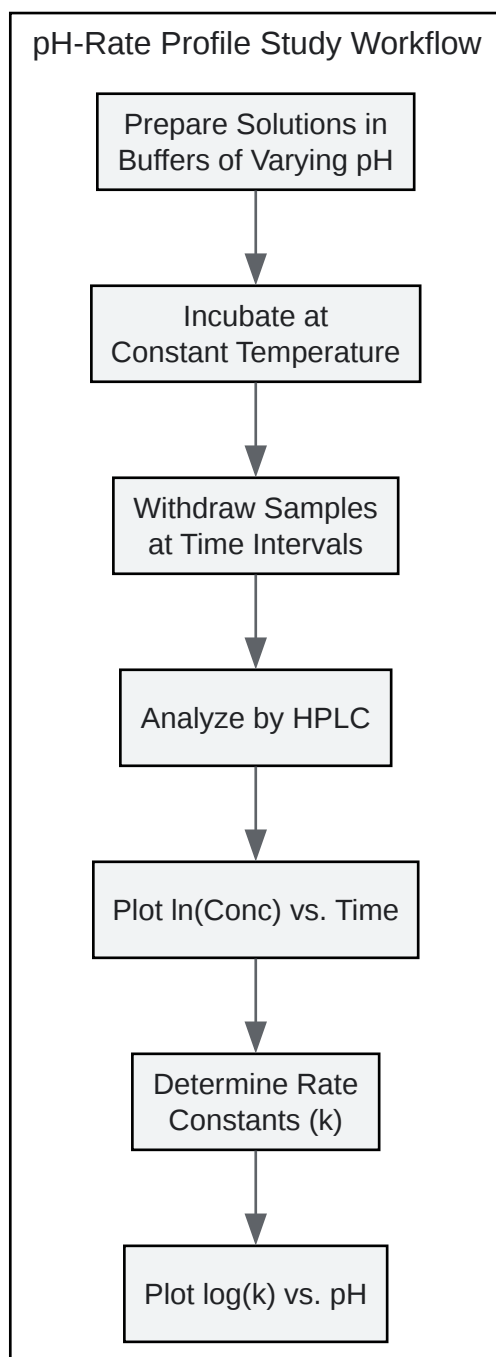 pH-Rate Profile Study Workflow
Prepare Solutions in
Buffers of Varying pH
Incubate at
Constant Temperature
Withdraw Samples
at Time Intervals
Analyze by HPLC
Plot ln(Conc) vs. Time
Determine Rate
Constants (k)
Plot log(k) vs. pH